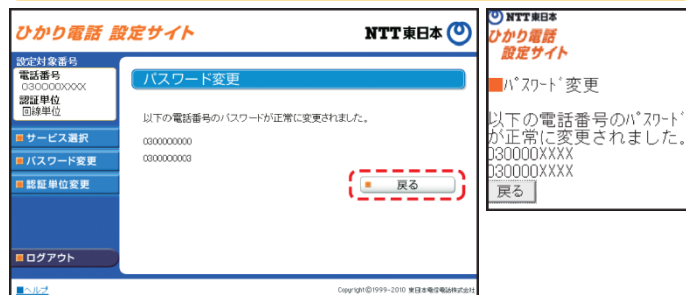 ひかり電話 設定サイト
NTT東日本
設定対象番号
電話番号
030000XXXX
認証単位
回線単位
サービス選択
パスワード変更
認証単位変更
ログアウト
ヘルプ
パスワード変更
以下の電話番号のパスワードが正常に変更されました。
0300000000
0300000003
戻る
Copyright©1999-2010 東日本電信電話株式会社
NTT東日本
ひかり電話
設定サイト
■ﾊﾟｽﾜｰﾄﾞ変更
以下の電話番号のﾊﾟｽﾜｰﾄﾞ
が正常に変更されました。
030000XXXX
030000XXXX
戻る